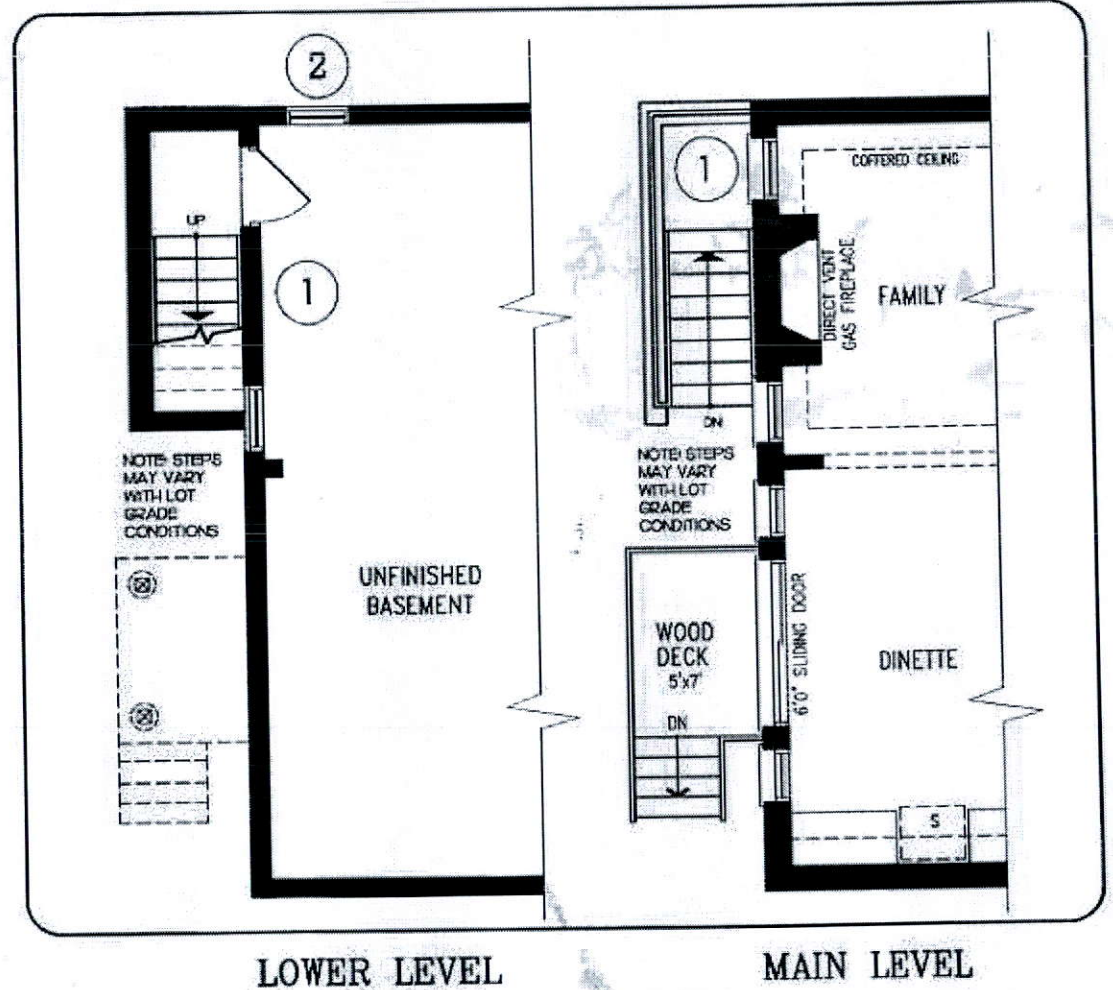 2
UP
1
NOTE: STEPS
MAY VARY
WITH LOT
GRADE
CONDITIONS
UNFINISHED
BASEMENT
LOWER LEVEL
1
COFFERED CEILING
DIRECT VENT
GAS FIREPLACE
FAMILY
DN
NOTE: STEPS
MAY VARY
WITH LOT
GRADE
CONDITIONS
WOOD
DECK
5'x7'
DN
6'0" SLIDING DOOR
DINETTE
S
MAIN LEVEL